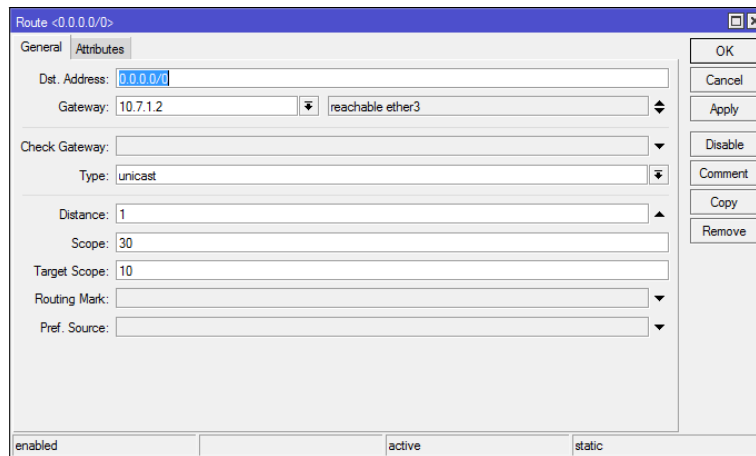 Route <0.0.0.0/0>
General Attributes
OK
Dst. Address: 0.0.0.0/0
Cancel
Gateway: 10.7.1.2 reachable ether3
Apply
Check Gateway:
Disable
Type: unicast
Comment
Copy
Distance: 1
Remove
Scope: 30
Target Scope: 10
Routing Mark:
Pref. Source:
enabled active static